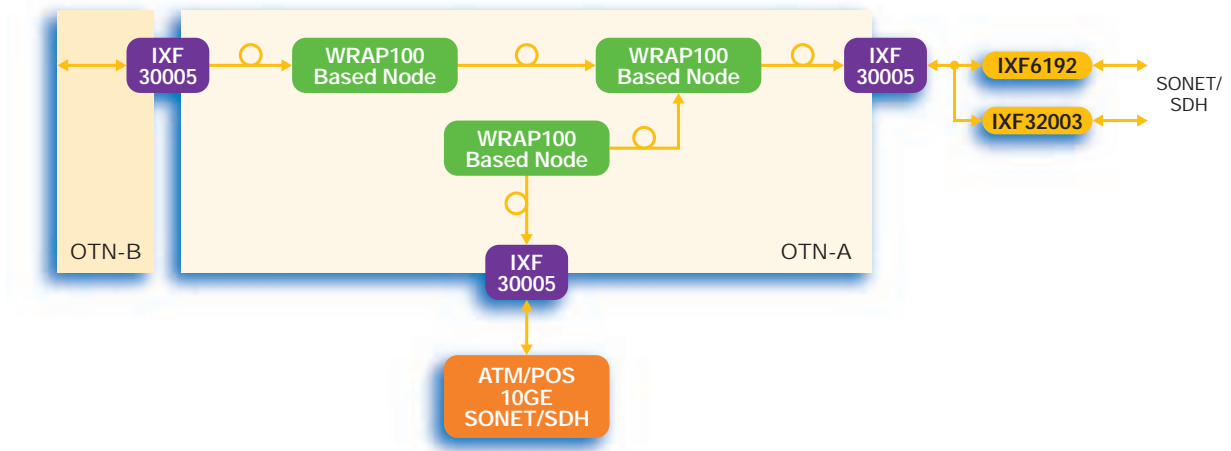 IXF
30005
WRAP100
Based Node
WRAP100
Based Node
IXF
30005
IXF6192
SONET/
SDH
IXF32003
WRAP100
Based Node
OTN-B
OTN-A
IXF
30005
ATM/POS
10GE
SONET/SDH